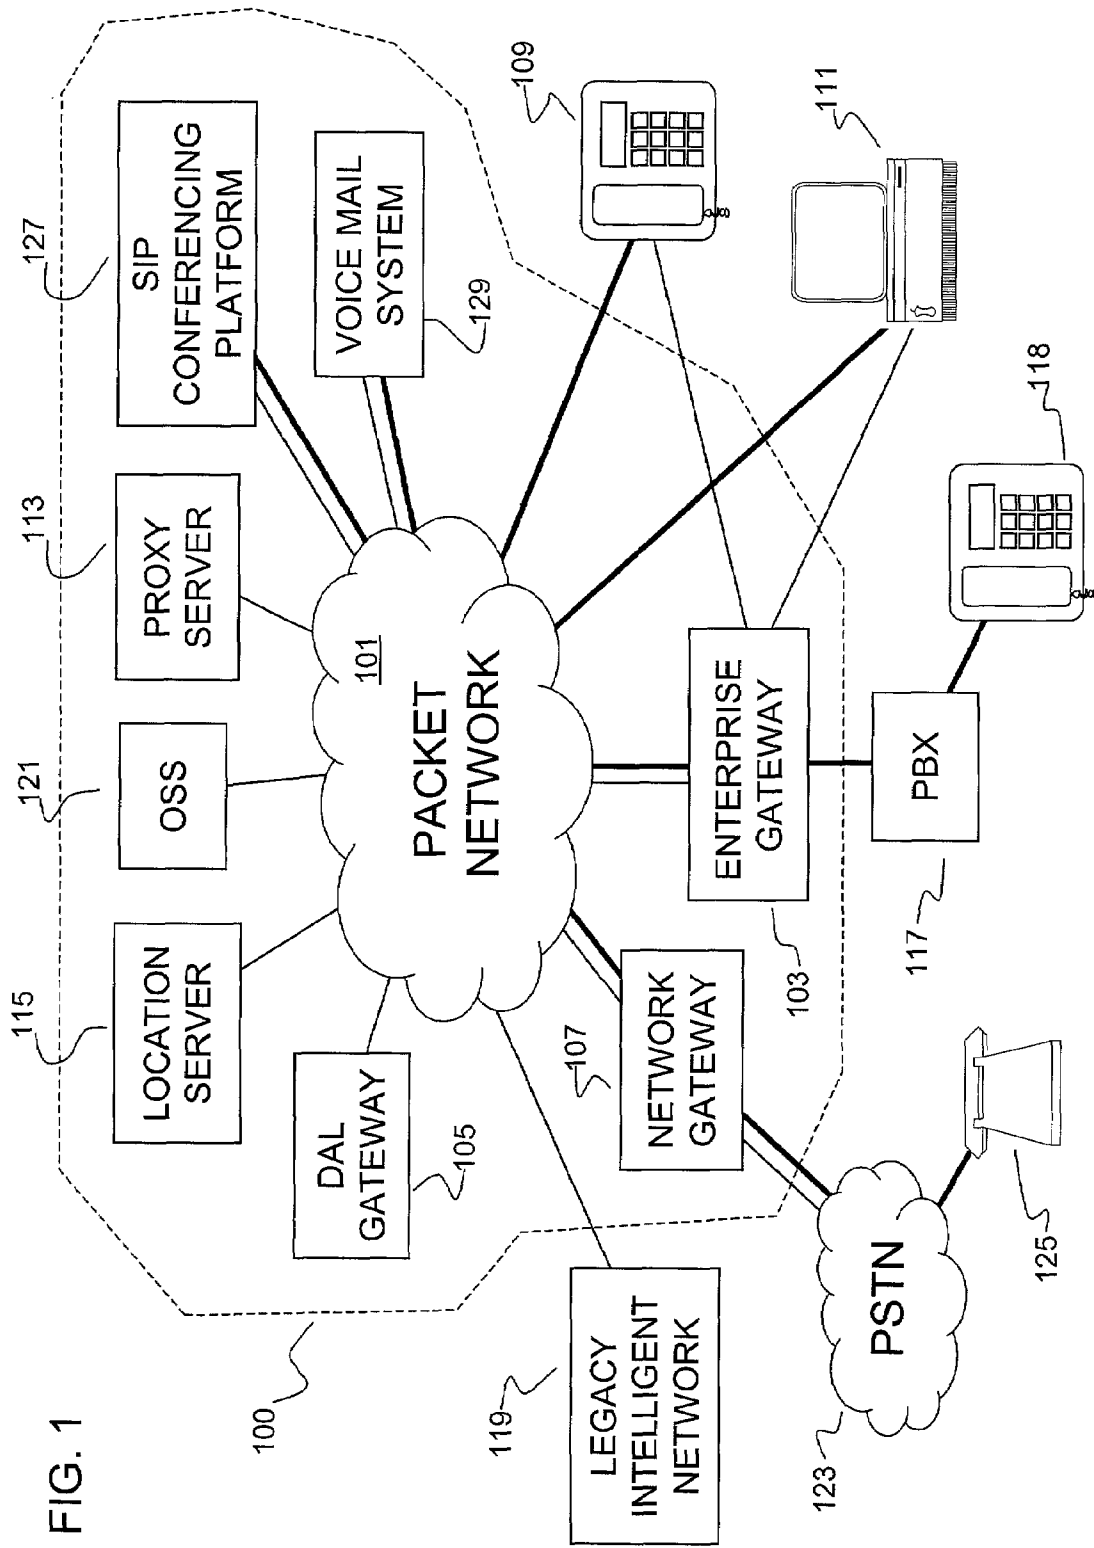 FIG. 1
100
115
LOCATION
SERVER
121
OSS
113
PROXY
SERVER
127
SIP
CONFERENCING
PLATFORM
DAL
GATEWAY
105
VOICE MAIL
SYSTEM
129
101
PACKET
NETWORK
119
LEGACY
INTELLIGENT
NETWORK
107
NETWORK
GATEWAY
ENTERPRISE
GATEWAY
103
109
111
123
PSTN
125
117
PBX
118